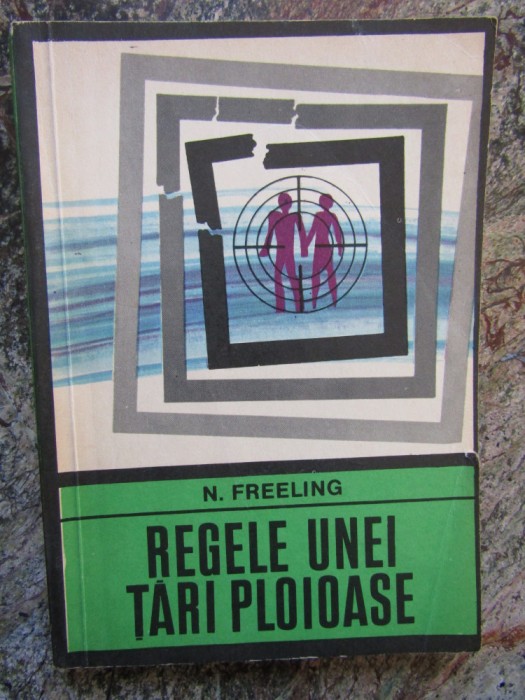 N. FREELING
REGELE UNEI
ȚĂRI PLOIOASE